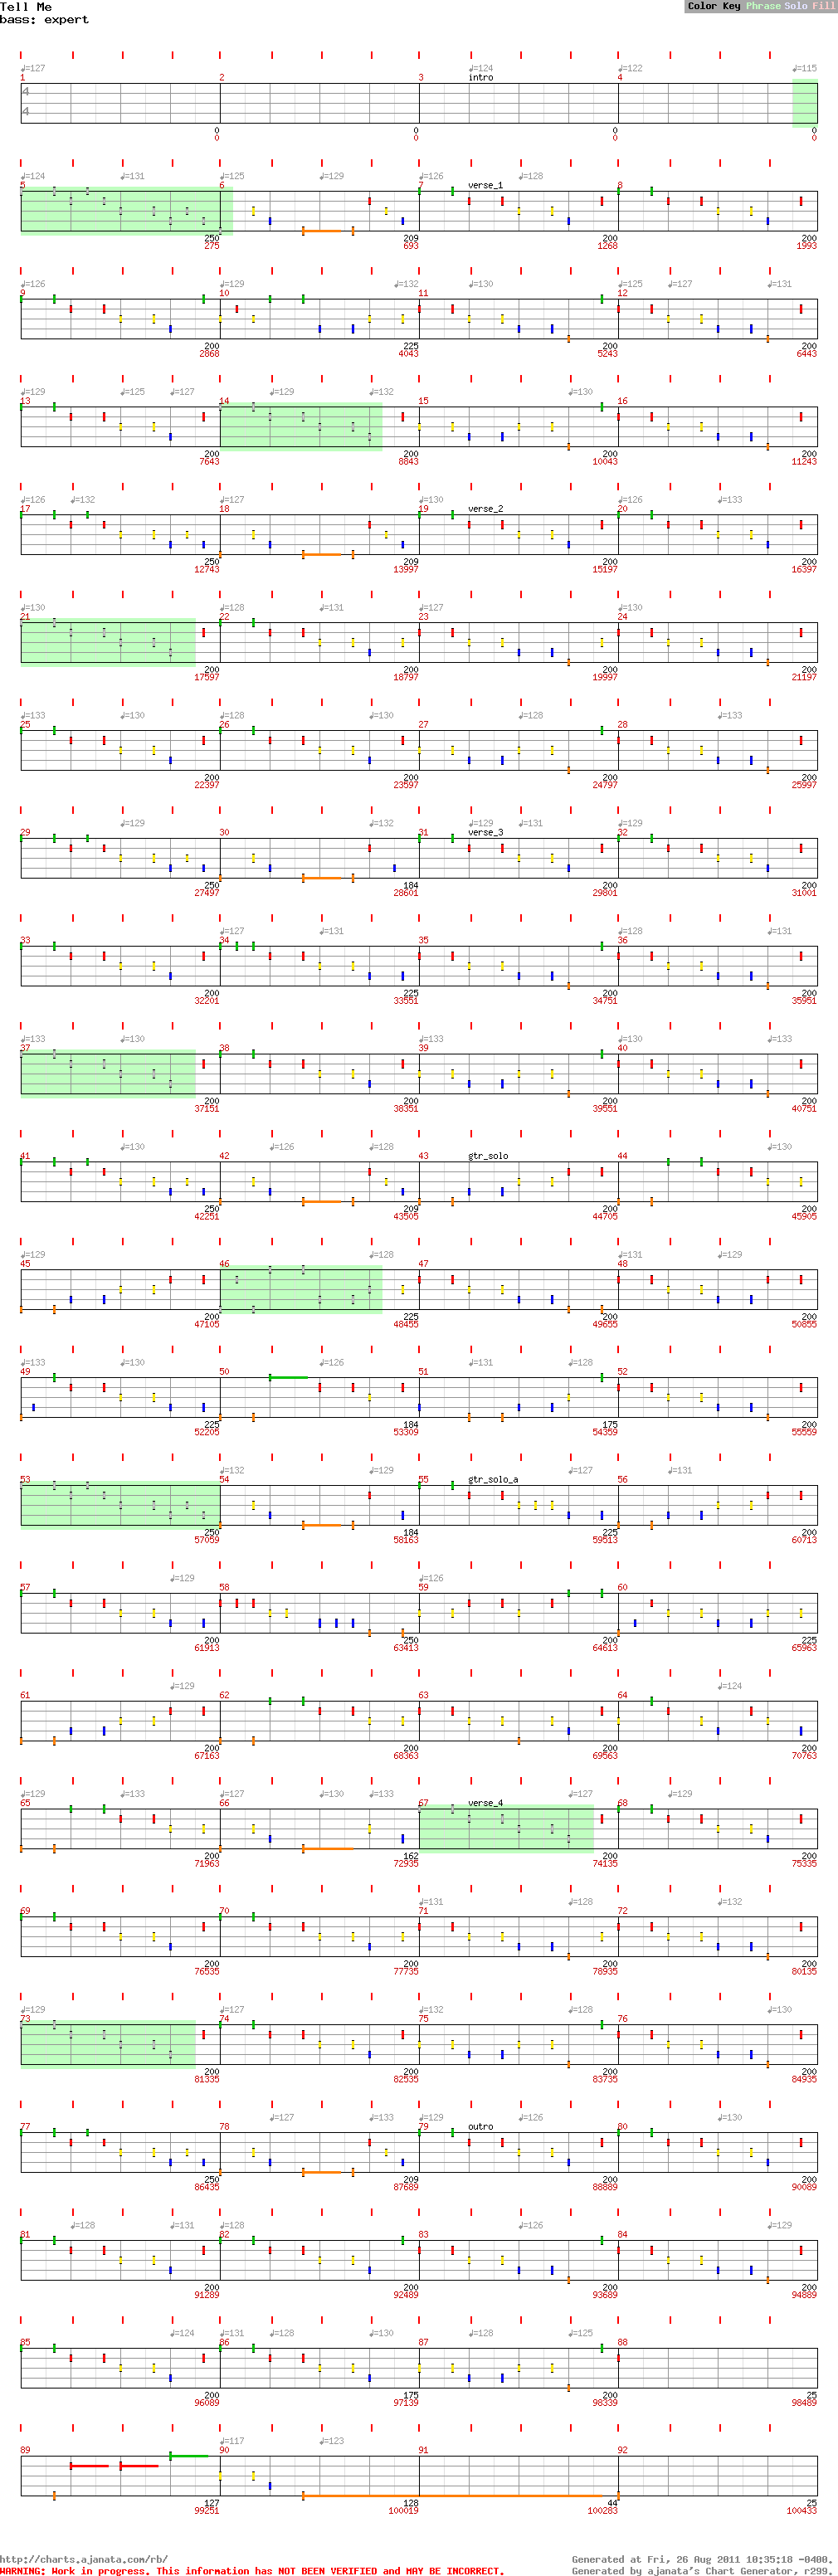 Tell Me Color Key Phrase Solo Fill
bass: expert
♩=127 ♩=124 ♩=122 ♩=115
1 2 3 intro 4
4
4
0 0 0 0
0 0 0 0
♩=124 ♩=131 ♩=125 ♩=129 ♩=126 ♩=128
5 6 7 verse_1 8
250 209 200 200
275 693 1268 1993
♩=126 ♩=129 ♩=132 ♩=130 ♩=125 ♩=127 ♩=131
9 10 11 12
200 225 200 200
2868 4043 5243 6443
♩=129 ♩=125 ♩=127 ♩=129 ♩=132 ♩=130
13 14 15 16
200 200 200 200
7643 8843 10043 11243
♩=126 ♩=132 ♩=127 ♩=130 ♩=126 ♩=133
17 18 19 verse_2 20
250 209 200 200
12743 13997 15197 16397
♩=130 ♩=128 ♩=131 ♩=127 ♩=130
21 22 23 24
200 200 200 200
17597 18797 19997 21197
♩=133 ♩=130 ♩=128 ♩=130 ♩=128 ♩=133
25 26 27 28
200 200 200 200
22397 23597 24797 25997
♩=129 ♩=132 ♩=129 ♩=131 ♩=129
29 30 31 verse_3 32
250 184 200 200
27497 28601 29801 31001
♩=127 ♩=131 ♩=128 ♩=131
33 34 35 36
200 225 200 200
32201 33551 34751 35951
♩=133 ♩=130 ♩=133 ♩=130 ♩=133
37 38 39 40
200 200 200 200
37151 38351 39551 40751
♩=130 ♩=126 ♩=128 ♩=130
41 42 43 gtr_solo 44
250 209 200 200
42251 43505 44705 45905
♩=129 ♩=128 ♩=131 ♩=129
45 46 47 48
200 225 200 200
47105 48455 49655 50855
♩=133 ♩=130 ♩=126 ♩=131 ♩=128
49 50 51 52
225 184 175 200
52205 53309 54359 55559
♩=132 ♩=129 ♩=127 ♩=131
53 54 55 gtr_solo_a 56
250 184 225 200
57059 58163 59513 60713
♩=129 ♩=126
57 58 59 60
200 250 200 225
61913 63413 64613 65963
♩=129 ♩=124
61 62 63 64
200 200 200 200
67163 68363 69563 70763
♩=129 ♩=133 ♩=127 ♩=130 ♩=133 ♩=127 ♩=129
65 66 67 verse_4 68
200 162 200 200
71963 72935 74135 75335
♩=131 ♩=128 ♩=132
69 70 71 72
200 200 200 200
76535 77735 78935 80135
♩=129 ♩=127 ♩=132 ♩=128 ♩=130
73 74 75 76
200 200 200 200
81335 82535 83735 84935
♩=127 ♩=133 ♩=129 ♩=126 ♩=130
77 78 79 outro 80
250 209 200 200
86435 87689 88889 90089
♩=128 ♩=131 ♩=128 ♩=126 ♩=129
81 82 83 84
200 200 200 200
91289 92489 93689 94889
♩=124 ♩=131 ♩=128 ♩=130 ♩=128 ♩=125
85 86 87 88
200 175 200 25
96089 97139 98339 98489
♩=117 ♩=123
89 90 91 92
127 128 44 25
99251 100019 100283 100433
http://charts.ajanata.com/rb/ Generated at Fri, 26 Aug 2011 10:35:18 -0400.
WARNING: Work in progress. This information has NOT BEEN VERIFIED and MAY BE INCORRECT. Generated by ajanata's Chart Generator, r299.